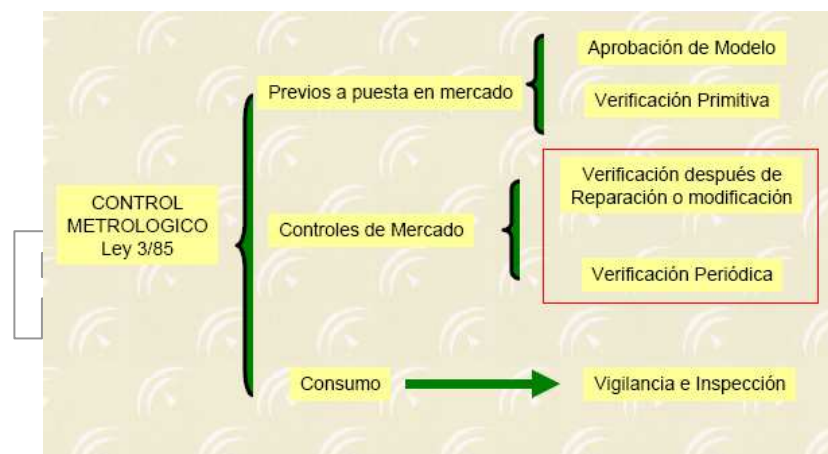 CONTROL
METROLOGICO
Ley 3/85
Previos a puesta en mercado
Aprobación de Modelo
Verificación Primitiva
Controles de Mercado
Verificación después de
Reparación o modificación
Verificación Periódica
Consumo
Vigilancia e Inspección